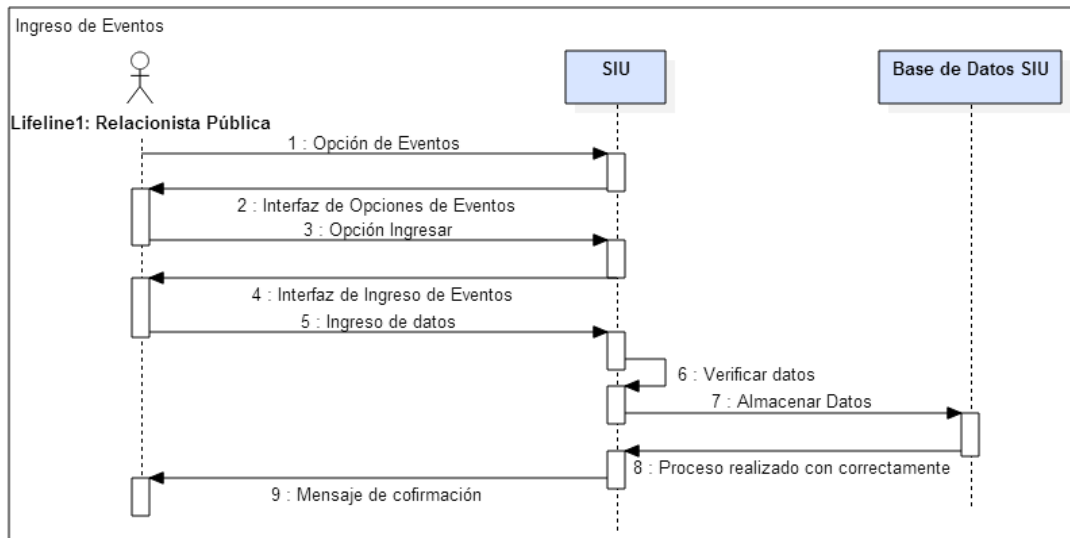 Ingreso de Eventos
SIU
Base de Datos SIU
Lifeline1: Relacionista Pública
1 : Opción de Eventos
2 : Interfaz de Opciones de Eventos
3 : Opción Ingresar
4 : Interfaz de Ingreso de Eventos
5 : Ingreso de datos
6 : Verificar datos
7 : Almacenar Datos
8 : Proceso realizado con correctamente
9 : Mensaje de cofirmación